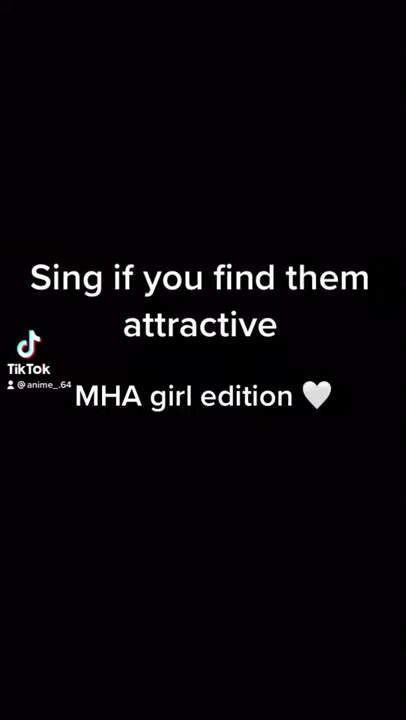 Sing if you find them
attractive
TikTok
@anime_.64
MHA girl edition 🤍